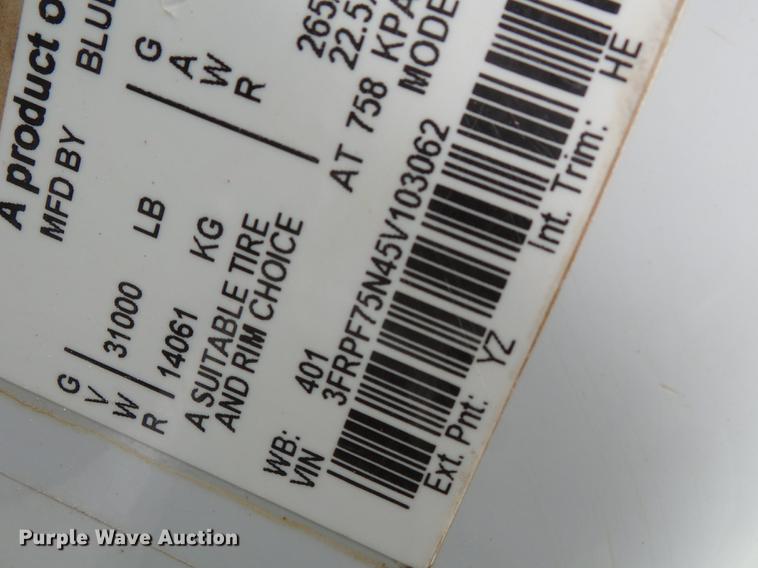 A product o
MFD BY BLUE
G
A
W
R
265
22.5
AT 758 KPA
MODE
G
V
W
R
31000 LB
14061 KG
A SUITABLE TIRE
AND RIM CHOICE
WB: 401
VIN 3FRPF75N45V103062
Ext. Pnt: YZ
Int. Trim: HE
Purple Wave Auction